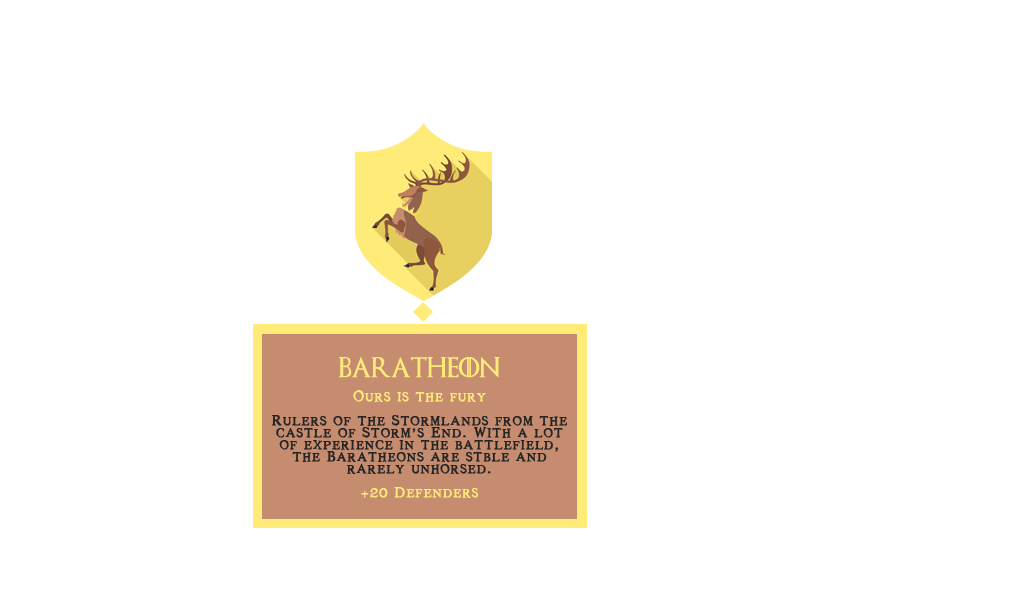 BARATHEON
Ours is the fury
Rulers of the Stormlands from the
castle of Storm's End. With a lot
of experience in the battlefield,
the Baratheons are stble and
rarely unhorsed.
+20 Defenders